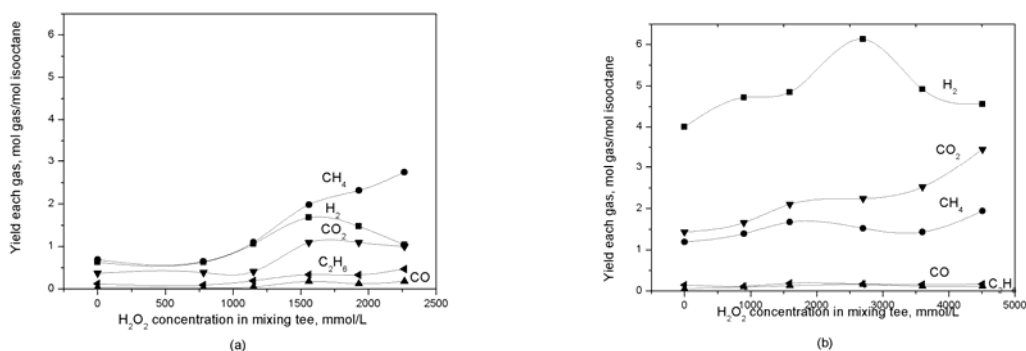 Yield each gas, mol gas/mol isooctane
6
5
4
3
2
1
0
CH₄
H₂
CO₂
C₂H₆
CO
0
500
1000
1500
2000
2500
H₂O₂ concentration in mixing tee, mmol/L
(a)
Yield each gas, mol gas/mol isooctane
6
5
4
3
2
1
0
H₂
CO₂
CH₄
CO
C₂H
0
1000
2000
3000
4000
5000
H₂O₂ concentration in mixing tee, mmol/L
(b)